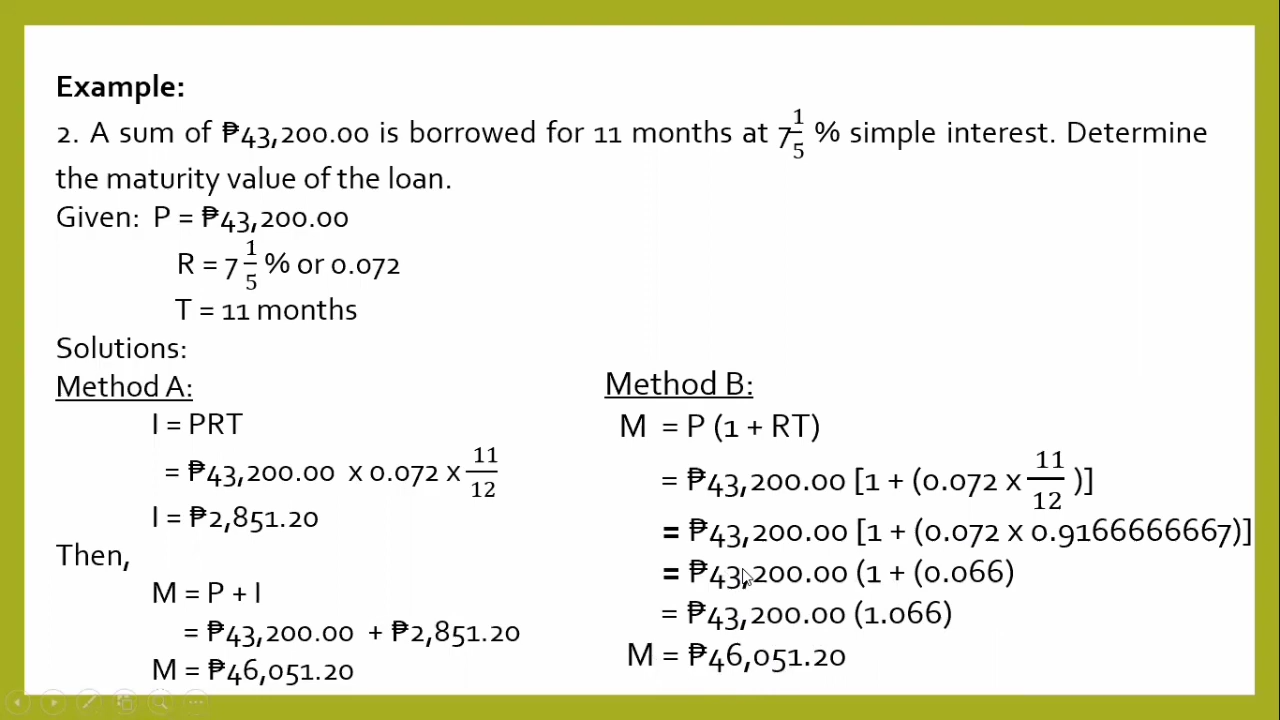 Example:
2. A sum of ₱43,200.00 is borrowed for 11 months at 7 1/5 % simple interest. Determine
the maturity value of the loan.
Given: P = ₱43,200.00
R = 7 1/5 % or 0.072
T = 11 months
Solutions:
Method A:
I = PRT
= ₱43,200.00 x 0.072 x 11/12
I = ₱2,851.20
Then,
M = P + I
= ₱43,200.00 + ₱2,851.20
M = ₱46,051.20
Method B:
M = P (1 + RT)
= ₱43,200.00 [1 + (0.072 x 11/12 )]
= ₱43,200.00 [1 + (0.072 x 0.9166666667)]
= ₱43,200.00 (1 + (0.066)
= ₱43,200.00 (1.066)
M = ₱46,051.20